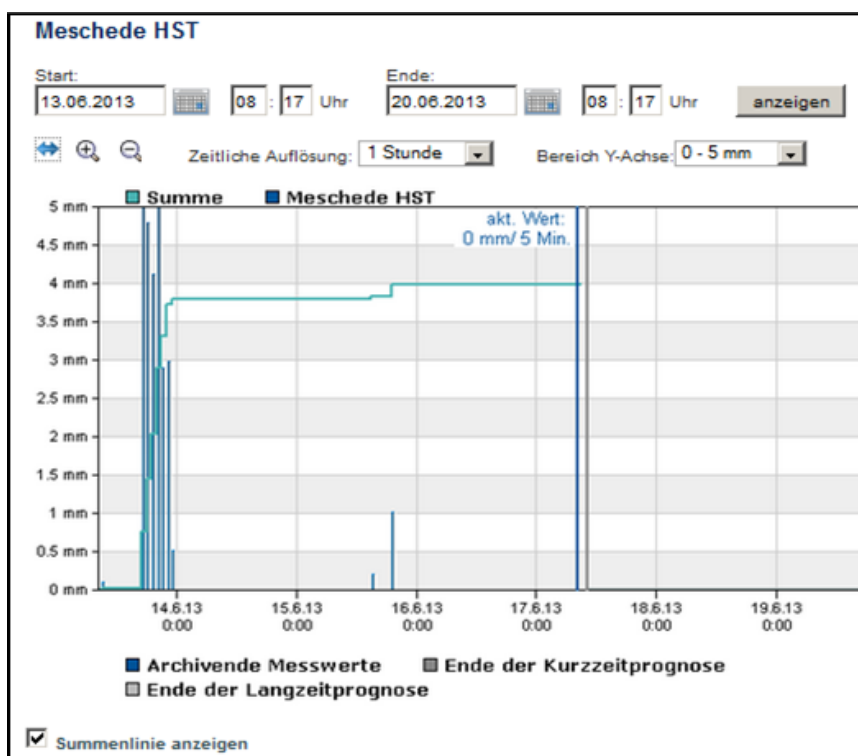 Meschede HST
Start: Ende:
13.06.2013 08 : 17 Uhr 20.06.2013 08 : 17 Uhr anzeigen
Zeitliche Auflösung: 1 Stunde Bereich Y-Achse: 0 - 5 mm
Summe Meschede HST
akt. Wert:
0 mm/ 5 Min.
5 mm
4.5 mm
4 mm
3.5 mm
3 mm
2.5 mm
2 mm
1.5 mm
1 mm
0.5 mm
0 mm
14.6.13 15.6.13 16.6.13 17.6.13 18.6.13 19.6.13
0:00 0:00 0:00 0:00 0:00 0:00
Archivende Messwerte Ende der Kurzzeitprognose
Ende der Langzeitprognose
Summenlinie anzeigen